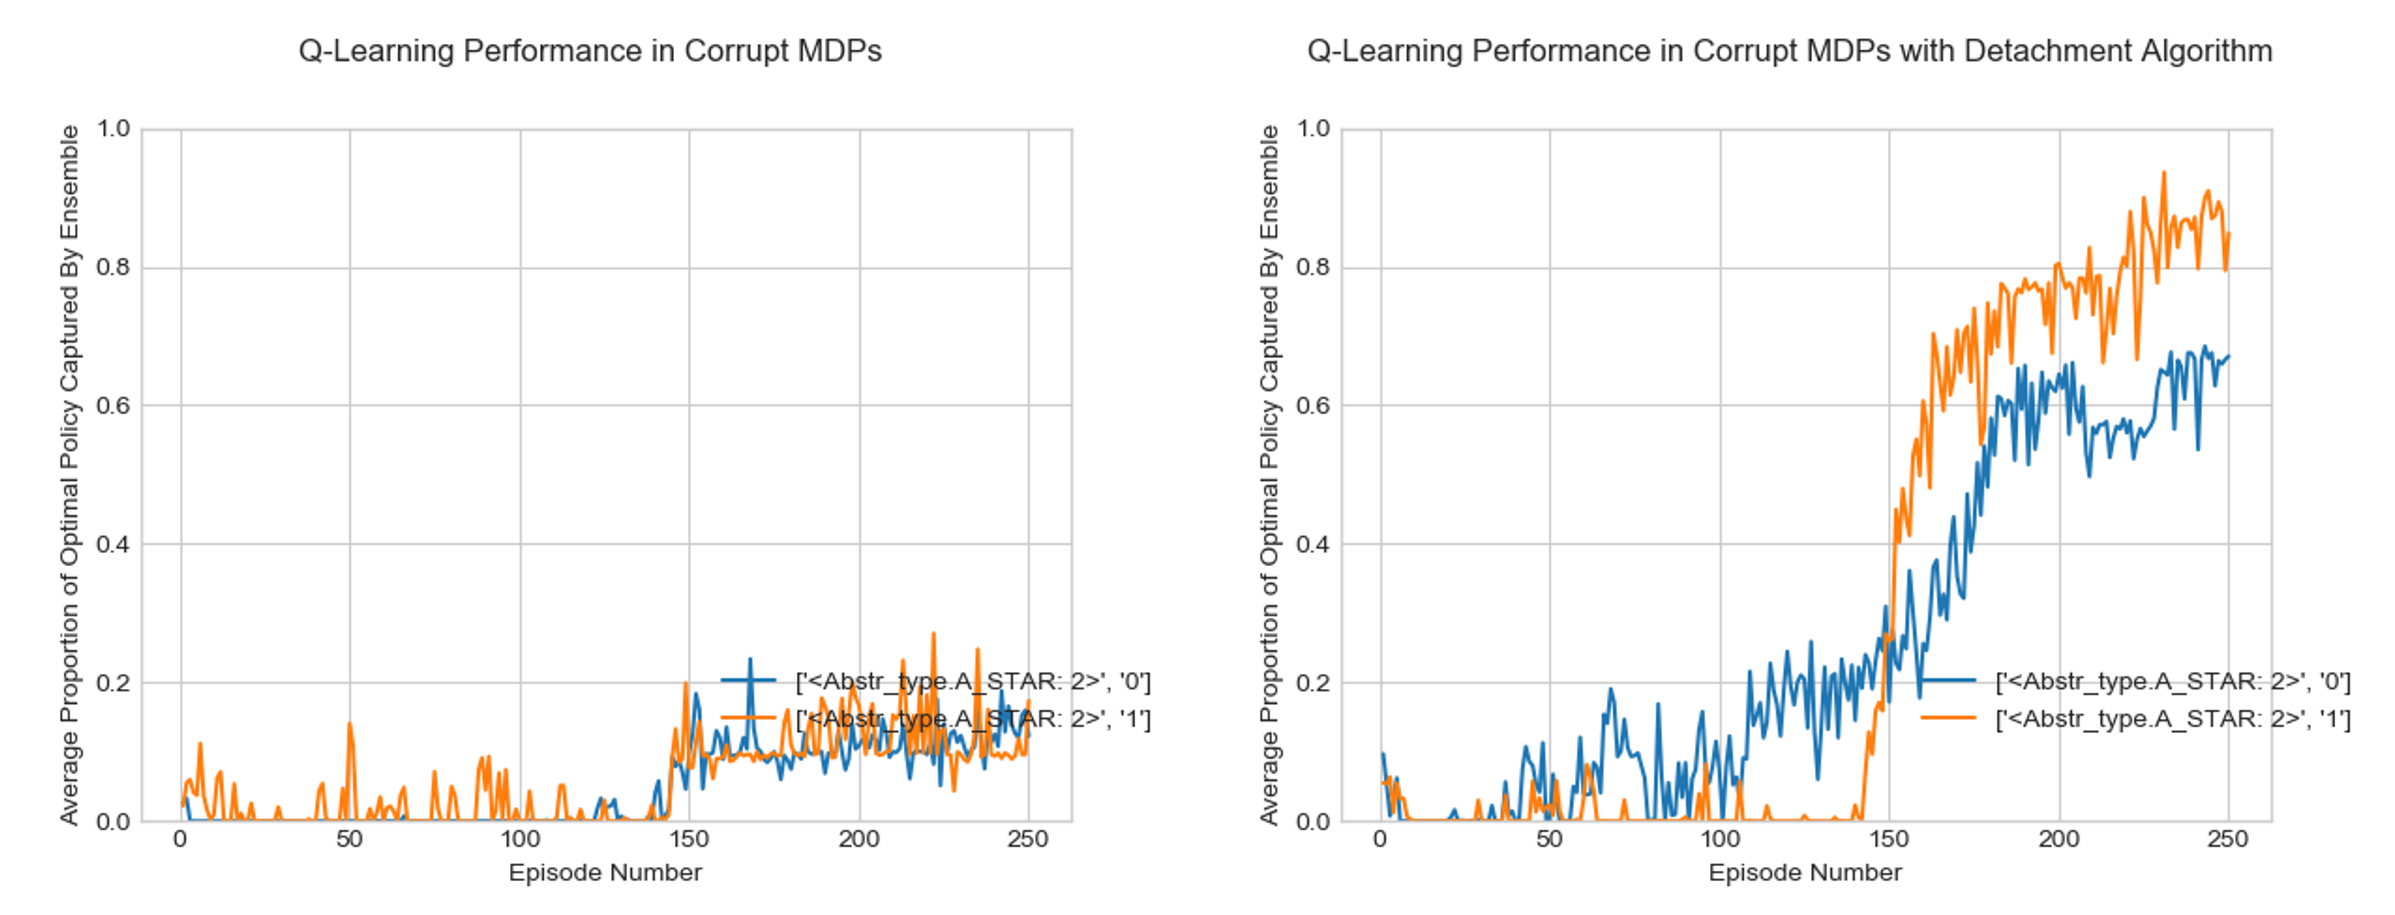 Q-Learning Performance in Corrupt MDPs
Average Proportion of Optimal Policy Captured By Ensemble
1.0
0.8
0.6
0.4
0.2
0.0
['<Abstr_type.A_STAR: 2>', '0']
['<Abstr_type.A_STAR: 2>', '1']
0 50 100 150 200 250
Episode Number
Q-Learning Performance in Corrupt MDPs with Detachment Algorithm
Average Proportion of Optimal Policy Captured By Ensemble
1.0
0.8
0.6
0.4
0.2
0.0
['<Abstr_type.A_STAR: 2>', '0']
['<Abstr_type.A_STAR: 2>', '1']
0 50 100 150 200 250
Episode Number